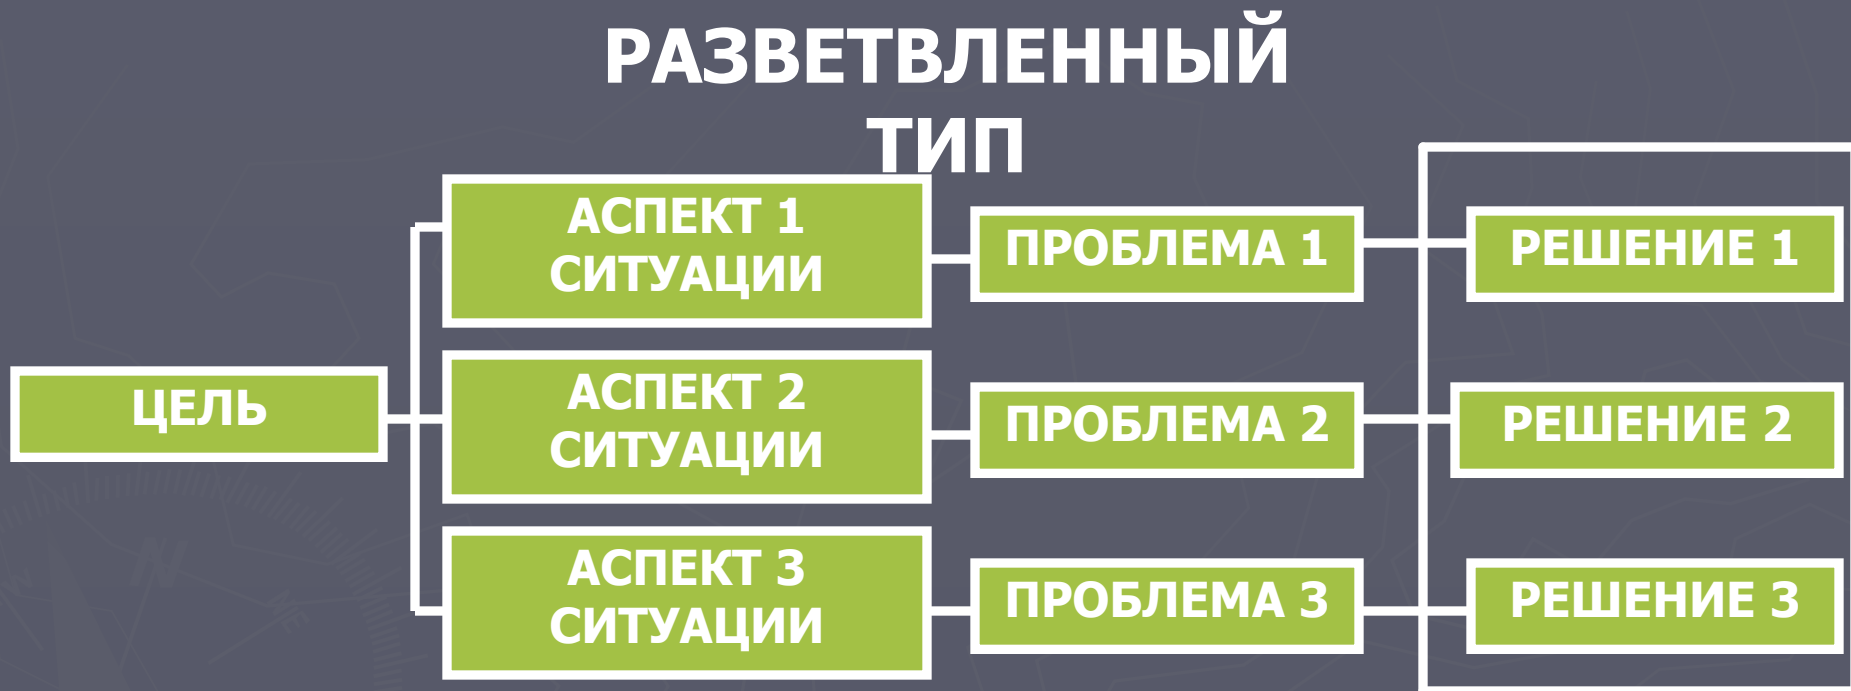 РАЗВЕТВЛЕННЫЙ
ТИП
ЦЕЛЬ
АСПЕКТ 1
СИТУАЦИИ
ПРОБЛЕМА 1
РЕШЕНИЕ 1
АСПЕКТ 2
СИТУАЦИИ
ПРОБЛЕМА 2
РЕШЕНИЕ 2
АСПЕКТ 3
СИТУАЦИИ
ПРОБЛЕМА 3
РЕШЕНИЕ 3
N
NE